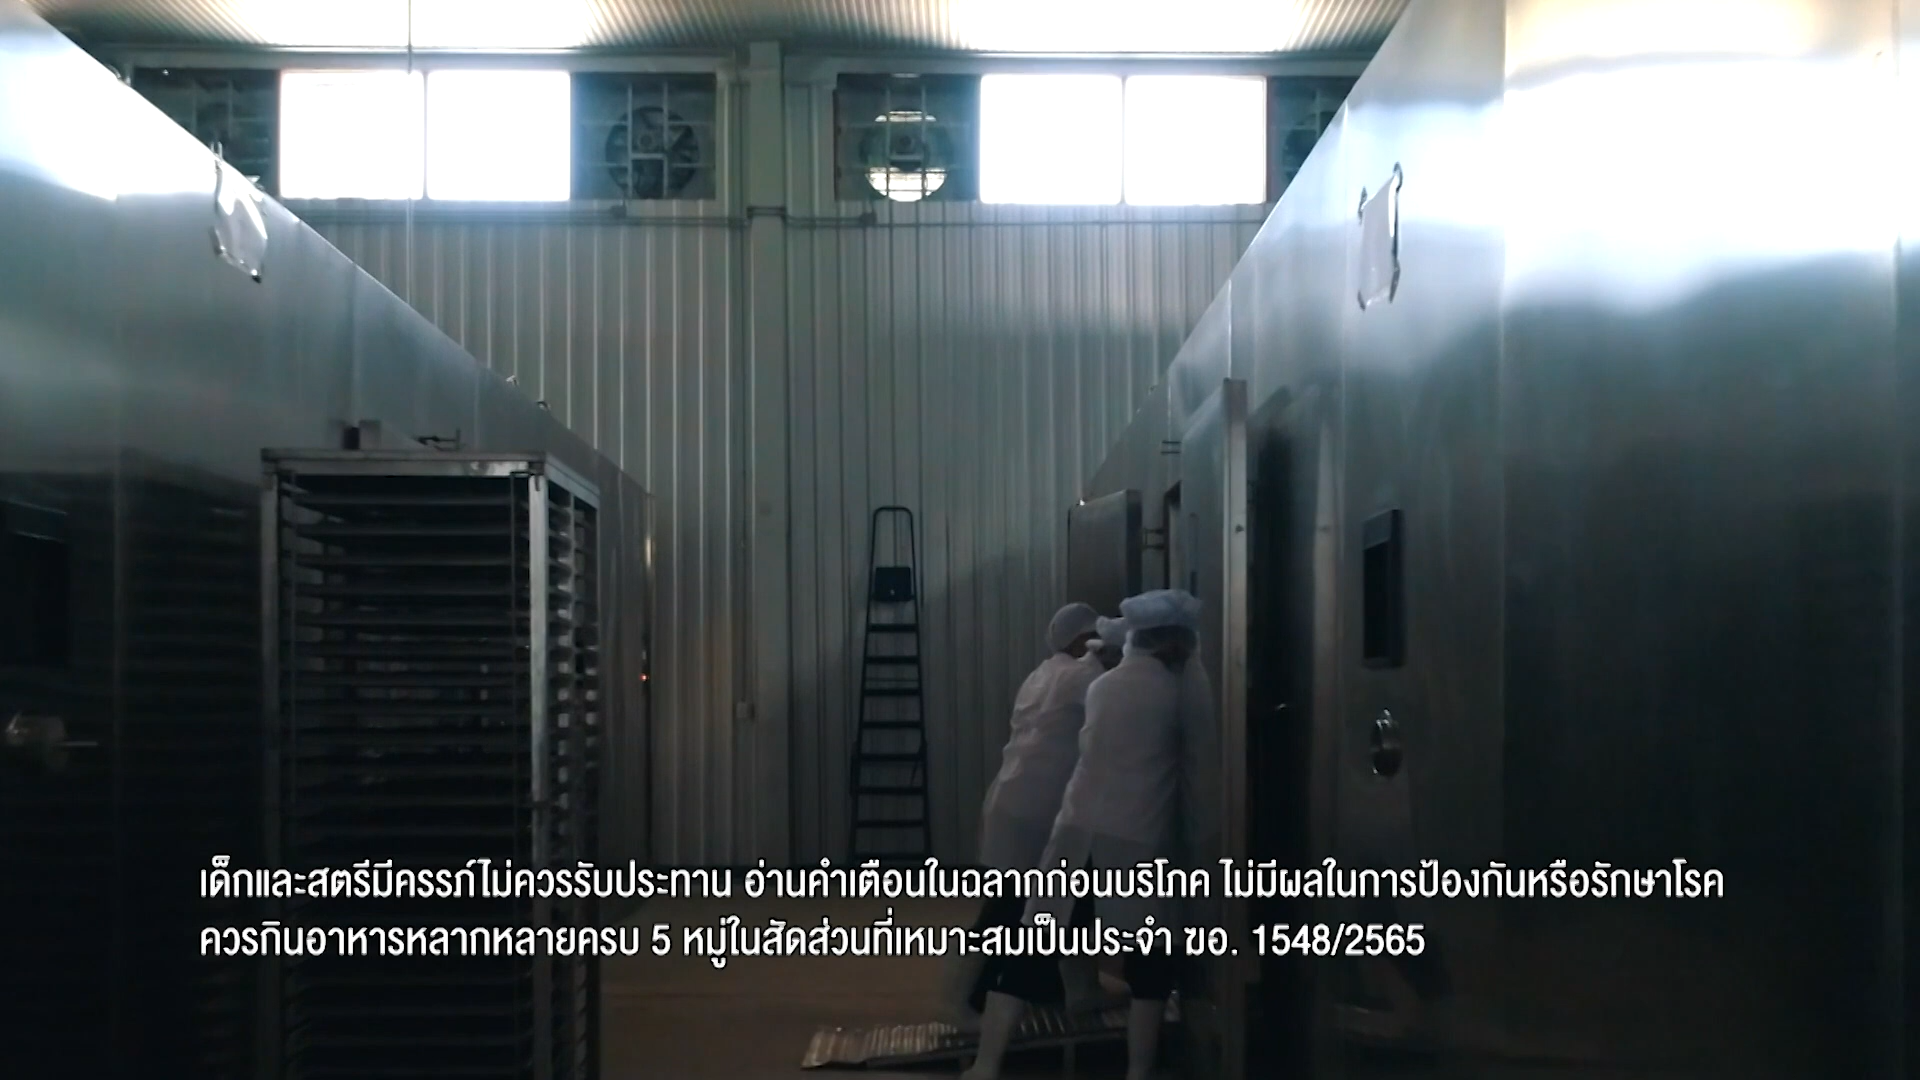 เด็กและสตรีมีครรภ์ไม่ควรรับประทาน อ่านคำเตือนในฉลากก่อนบริโภค ไม่มีผลในการป้องกันหรือรักษาโรค
ควรกินอาหารหลากหลายครบ 5 หมู่ในสัดส่วนที่เหมาะสมเป็นประจำ ฆอ. 1548/2565